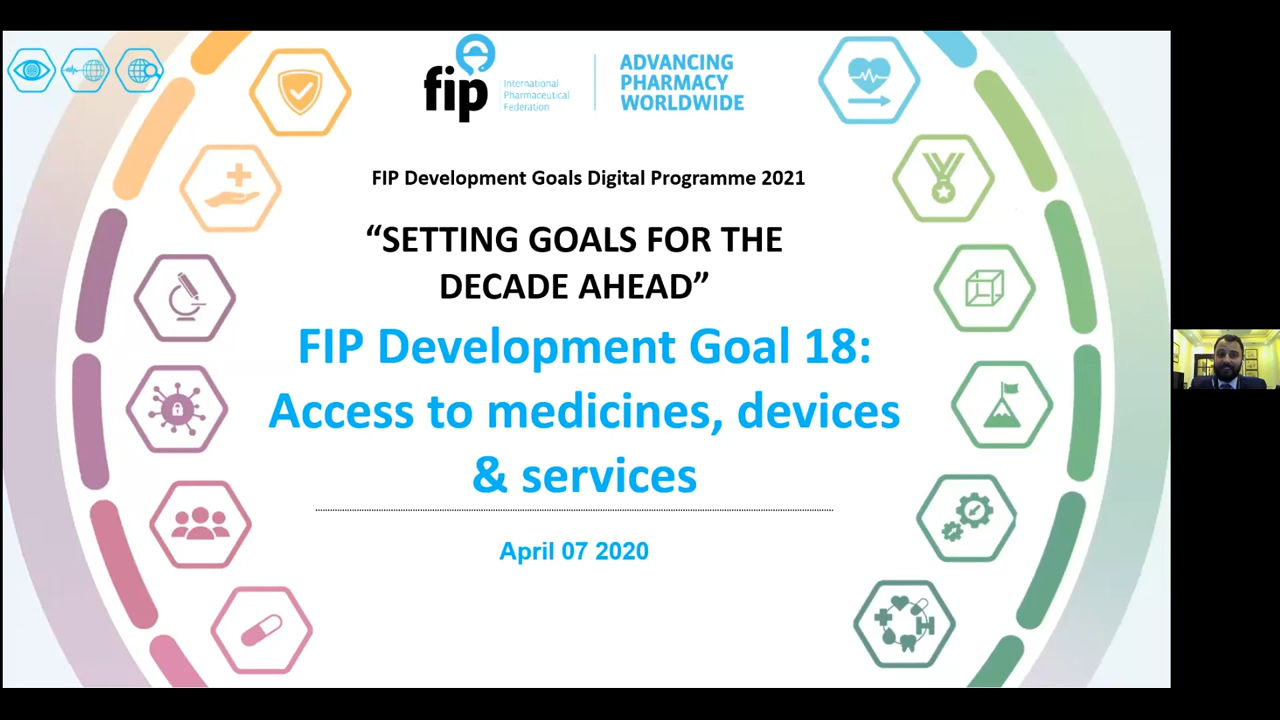 fip
International
Pharmaceutical
Federation
ADVANCING
PHARMACY
WORLDWIDE
FIP Development Goals Digital Programme 2021
“SETTING GOALS FOR THE
DECADE AHEAD”
FIP Development Goal 18:
Access to medicines, devices
& services
April 07 2020
H